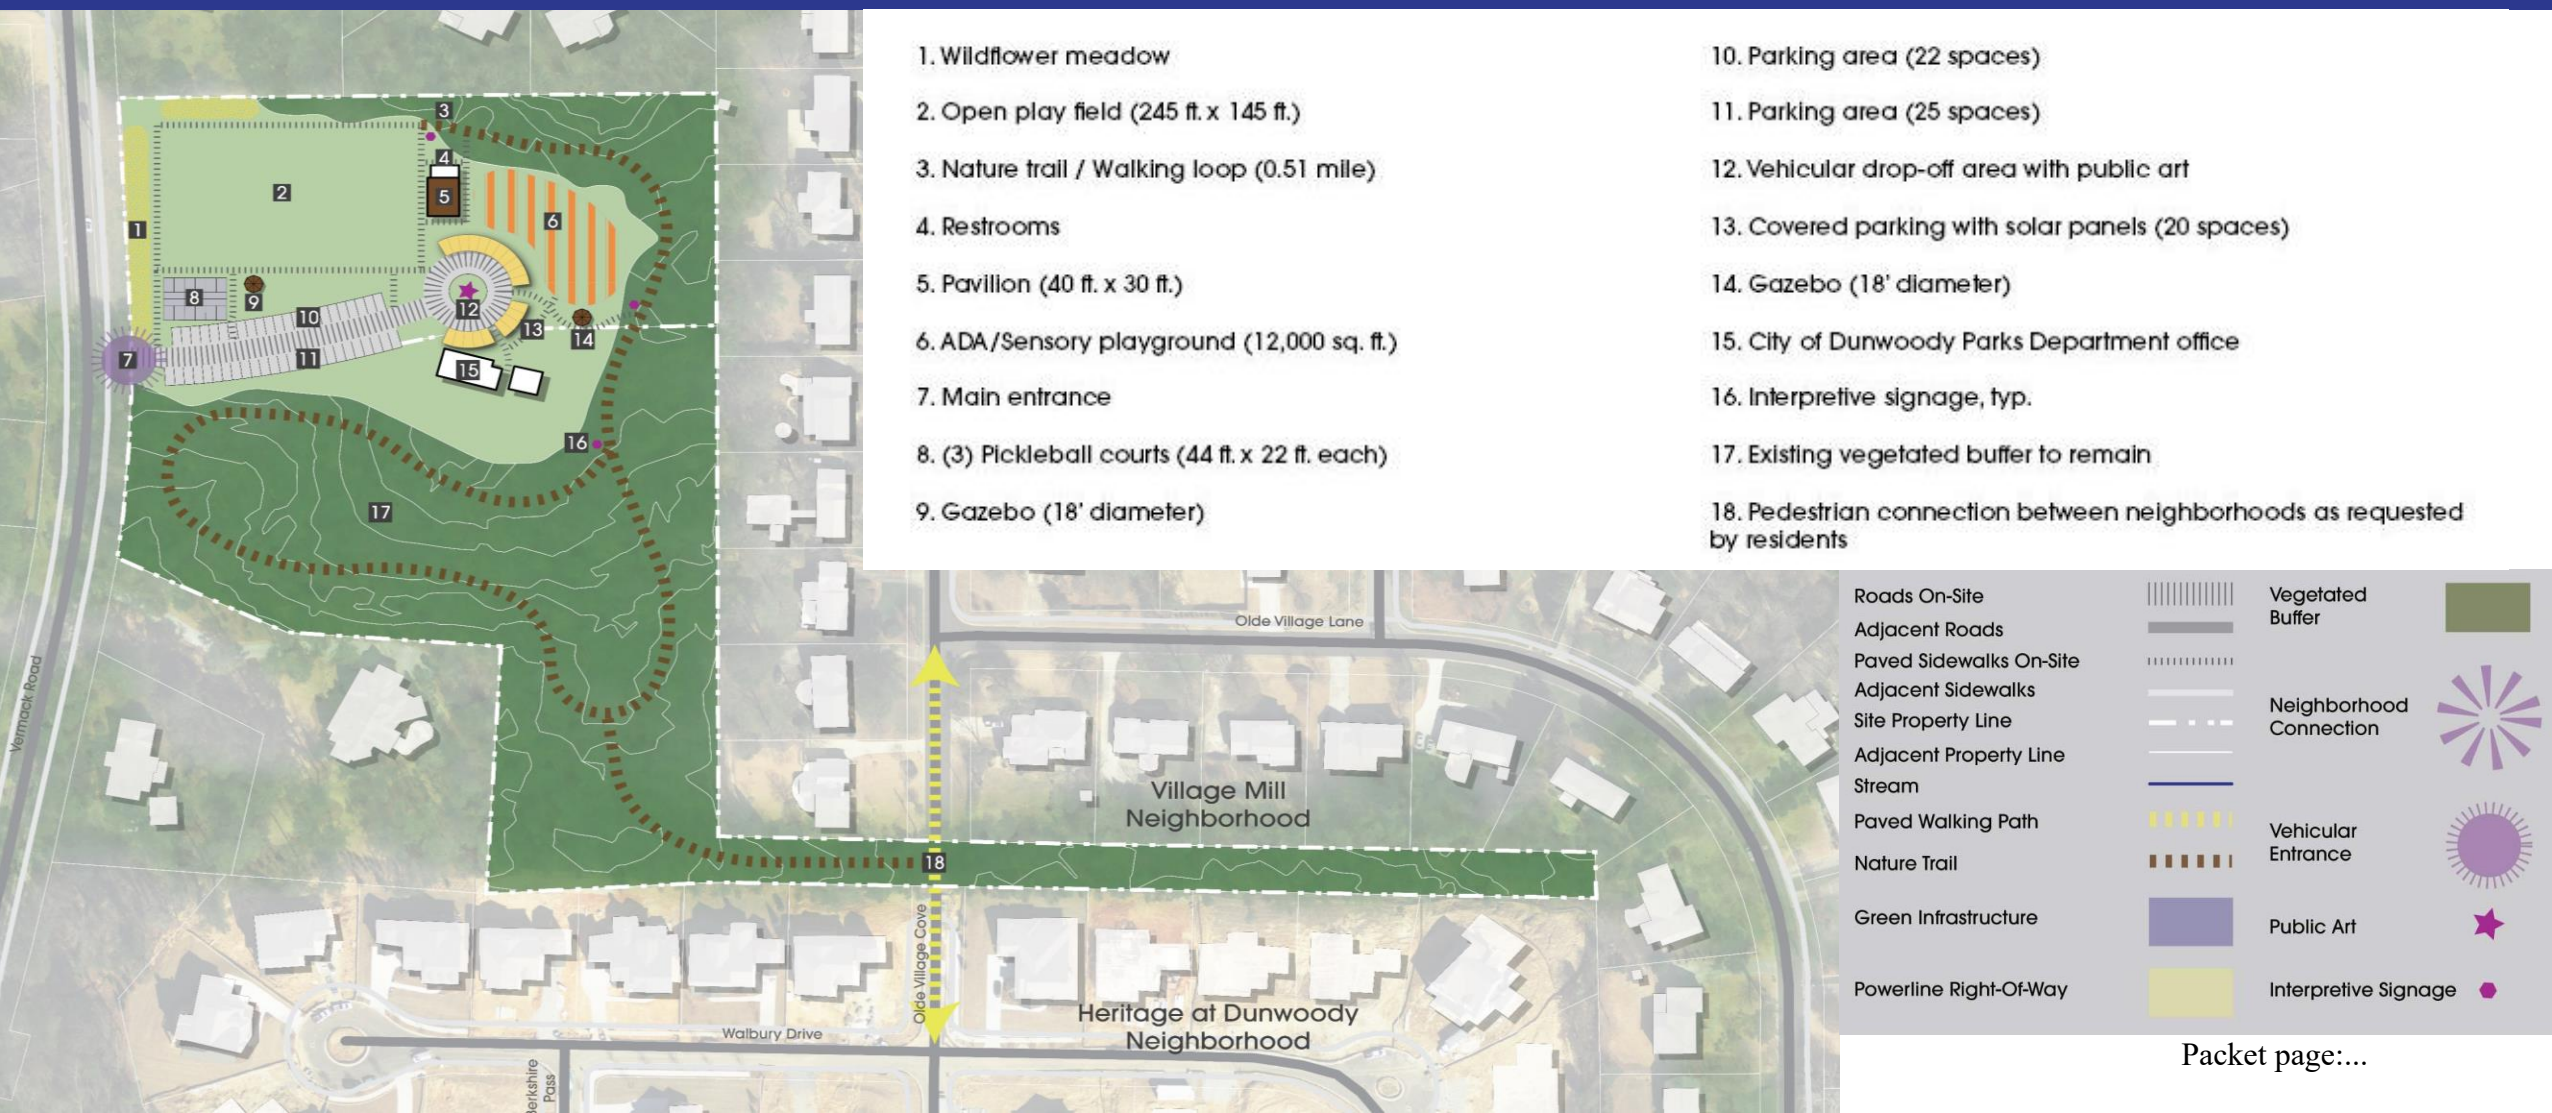 1. Wildflower meadow
2. Open play field (245 ft. x 145 ft.)
3. Nature trail / Walking loop (0.51 mile)
4. Restrooms
5. Pavilion (40 ft. x 30 ft.)
6. ADA/Sensory playground (12,000 sq. ft.)
7. Main entrance
8. (3) Pickleball courts (44 ft. x 22 ft. each)
9. Gazebo (18' diameter)
10. Parking area (22 spaces)
11. Parking area (25 spaces)
12. Vehicular drop-off area with public art
13. Covered parking with solar panels (20 spaces)
14. Gazebo (18' diameter)
15. City of Dunwoody Parks Department office
16. Interpretive signage, typ.
17. Existing vegetated buffer to remain
18. Pedestrian connection between neighborhoods as requested
by residents
3
4
5
2
6
1
8
9
10
12
13
14
11
7
15
16
17
18
Vermack Road
Olde Village Lane
Village Mill
Neighborhood
Olde Village Cove
Heritage at Dunwoody
Neighborhood
Walbury Drive
Berkshire
Pass
Roads On-Site
Adjacent Roads
Paved Sidewalks On-Site
Adjacent Sidewalks
Site Property Line
Adjacent Property Line
Stream
Paved Walking Path
Nature Trail
Green Infrastructure
Powerline Right-Of-Way
Vegetated
Buffer
Neighborhood
Connection
Vehicular
Entrance
Public Art
Interpretive Signage
Packet page:...